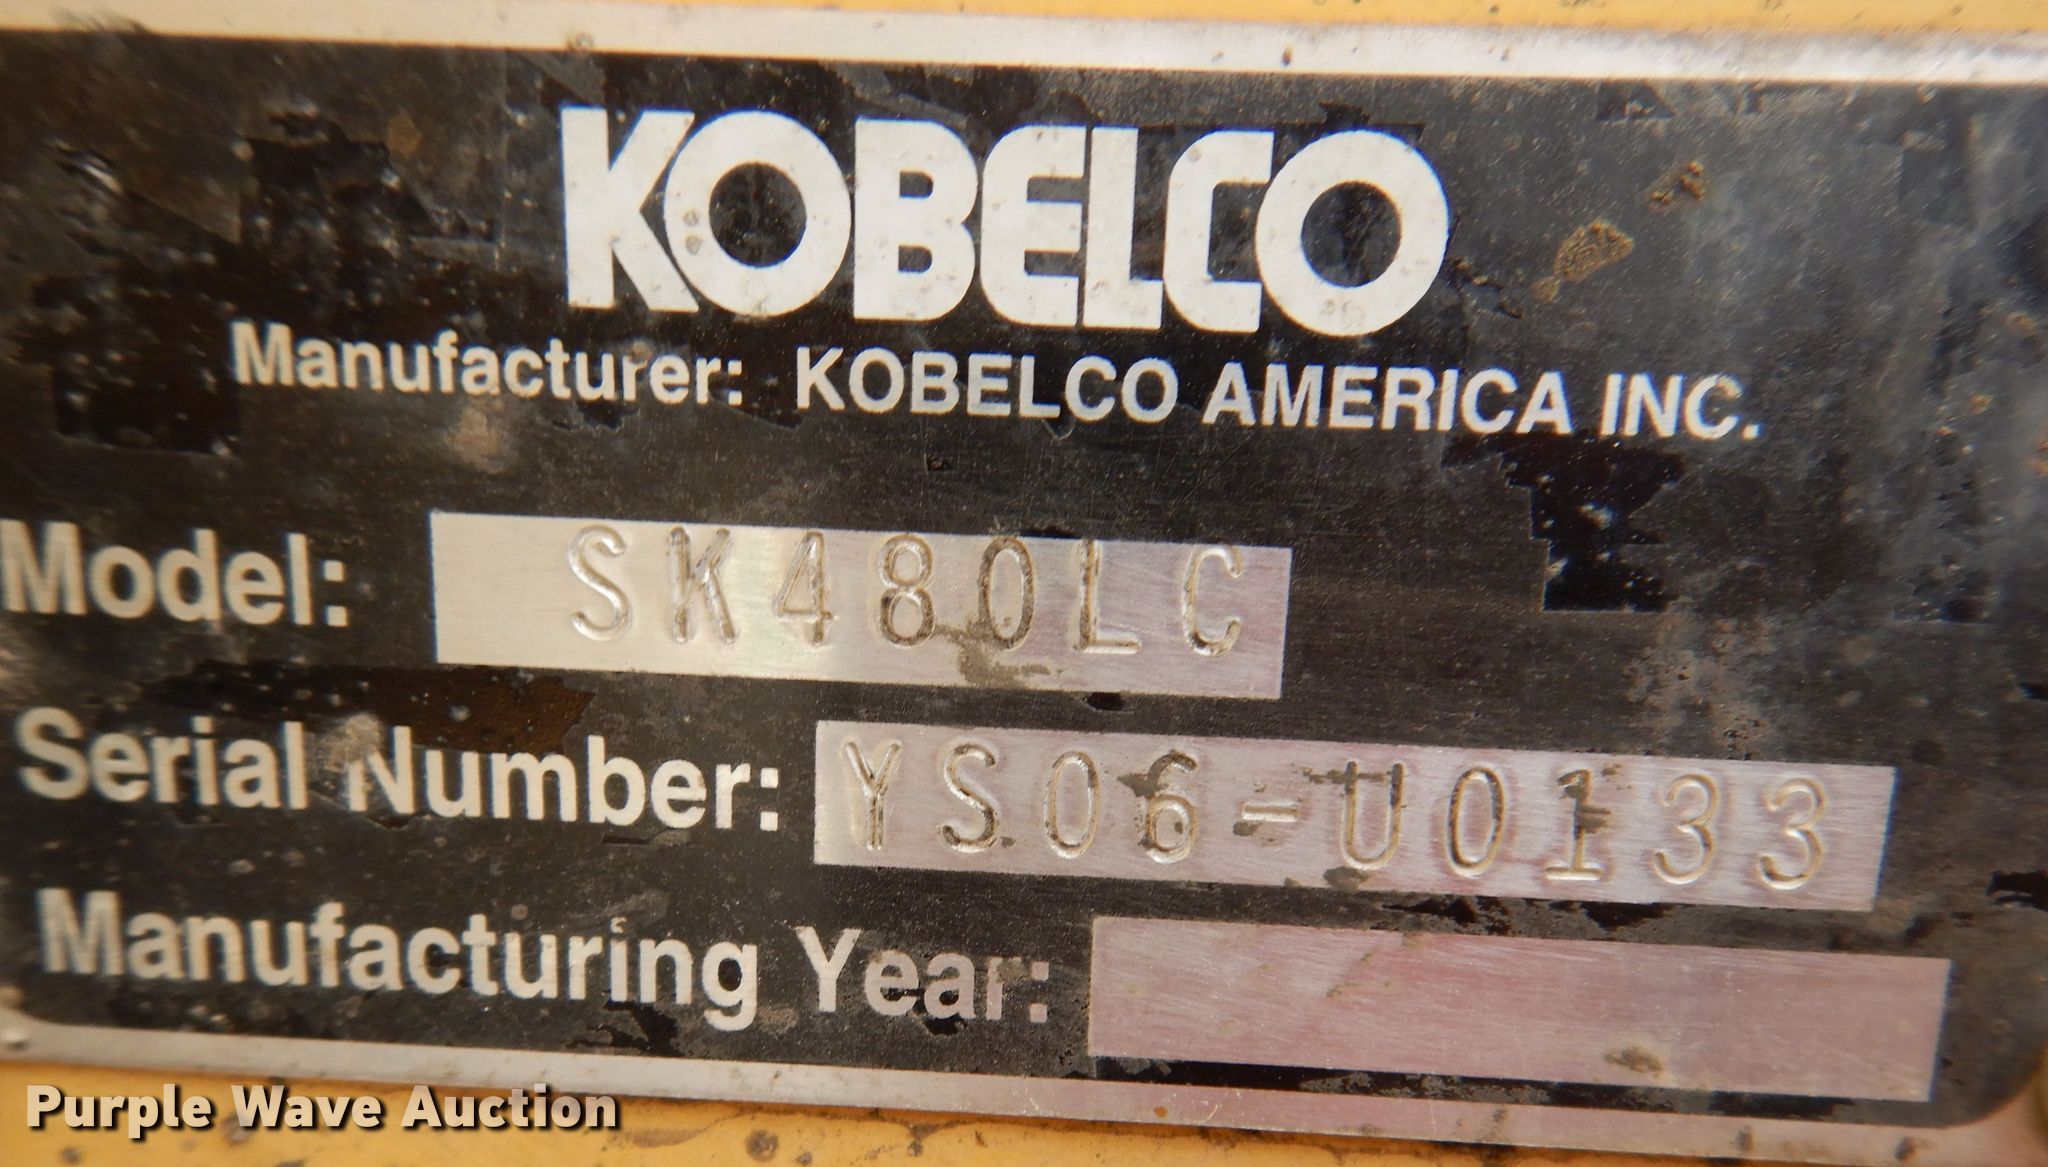 KOBELCO
Manufacturer: KOBELCO AMERICA INC.
Model: SK480LC
Serial Number: YS06-U0133
Manufacturing Year:
Purple Wave Auction